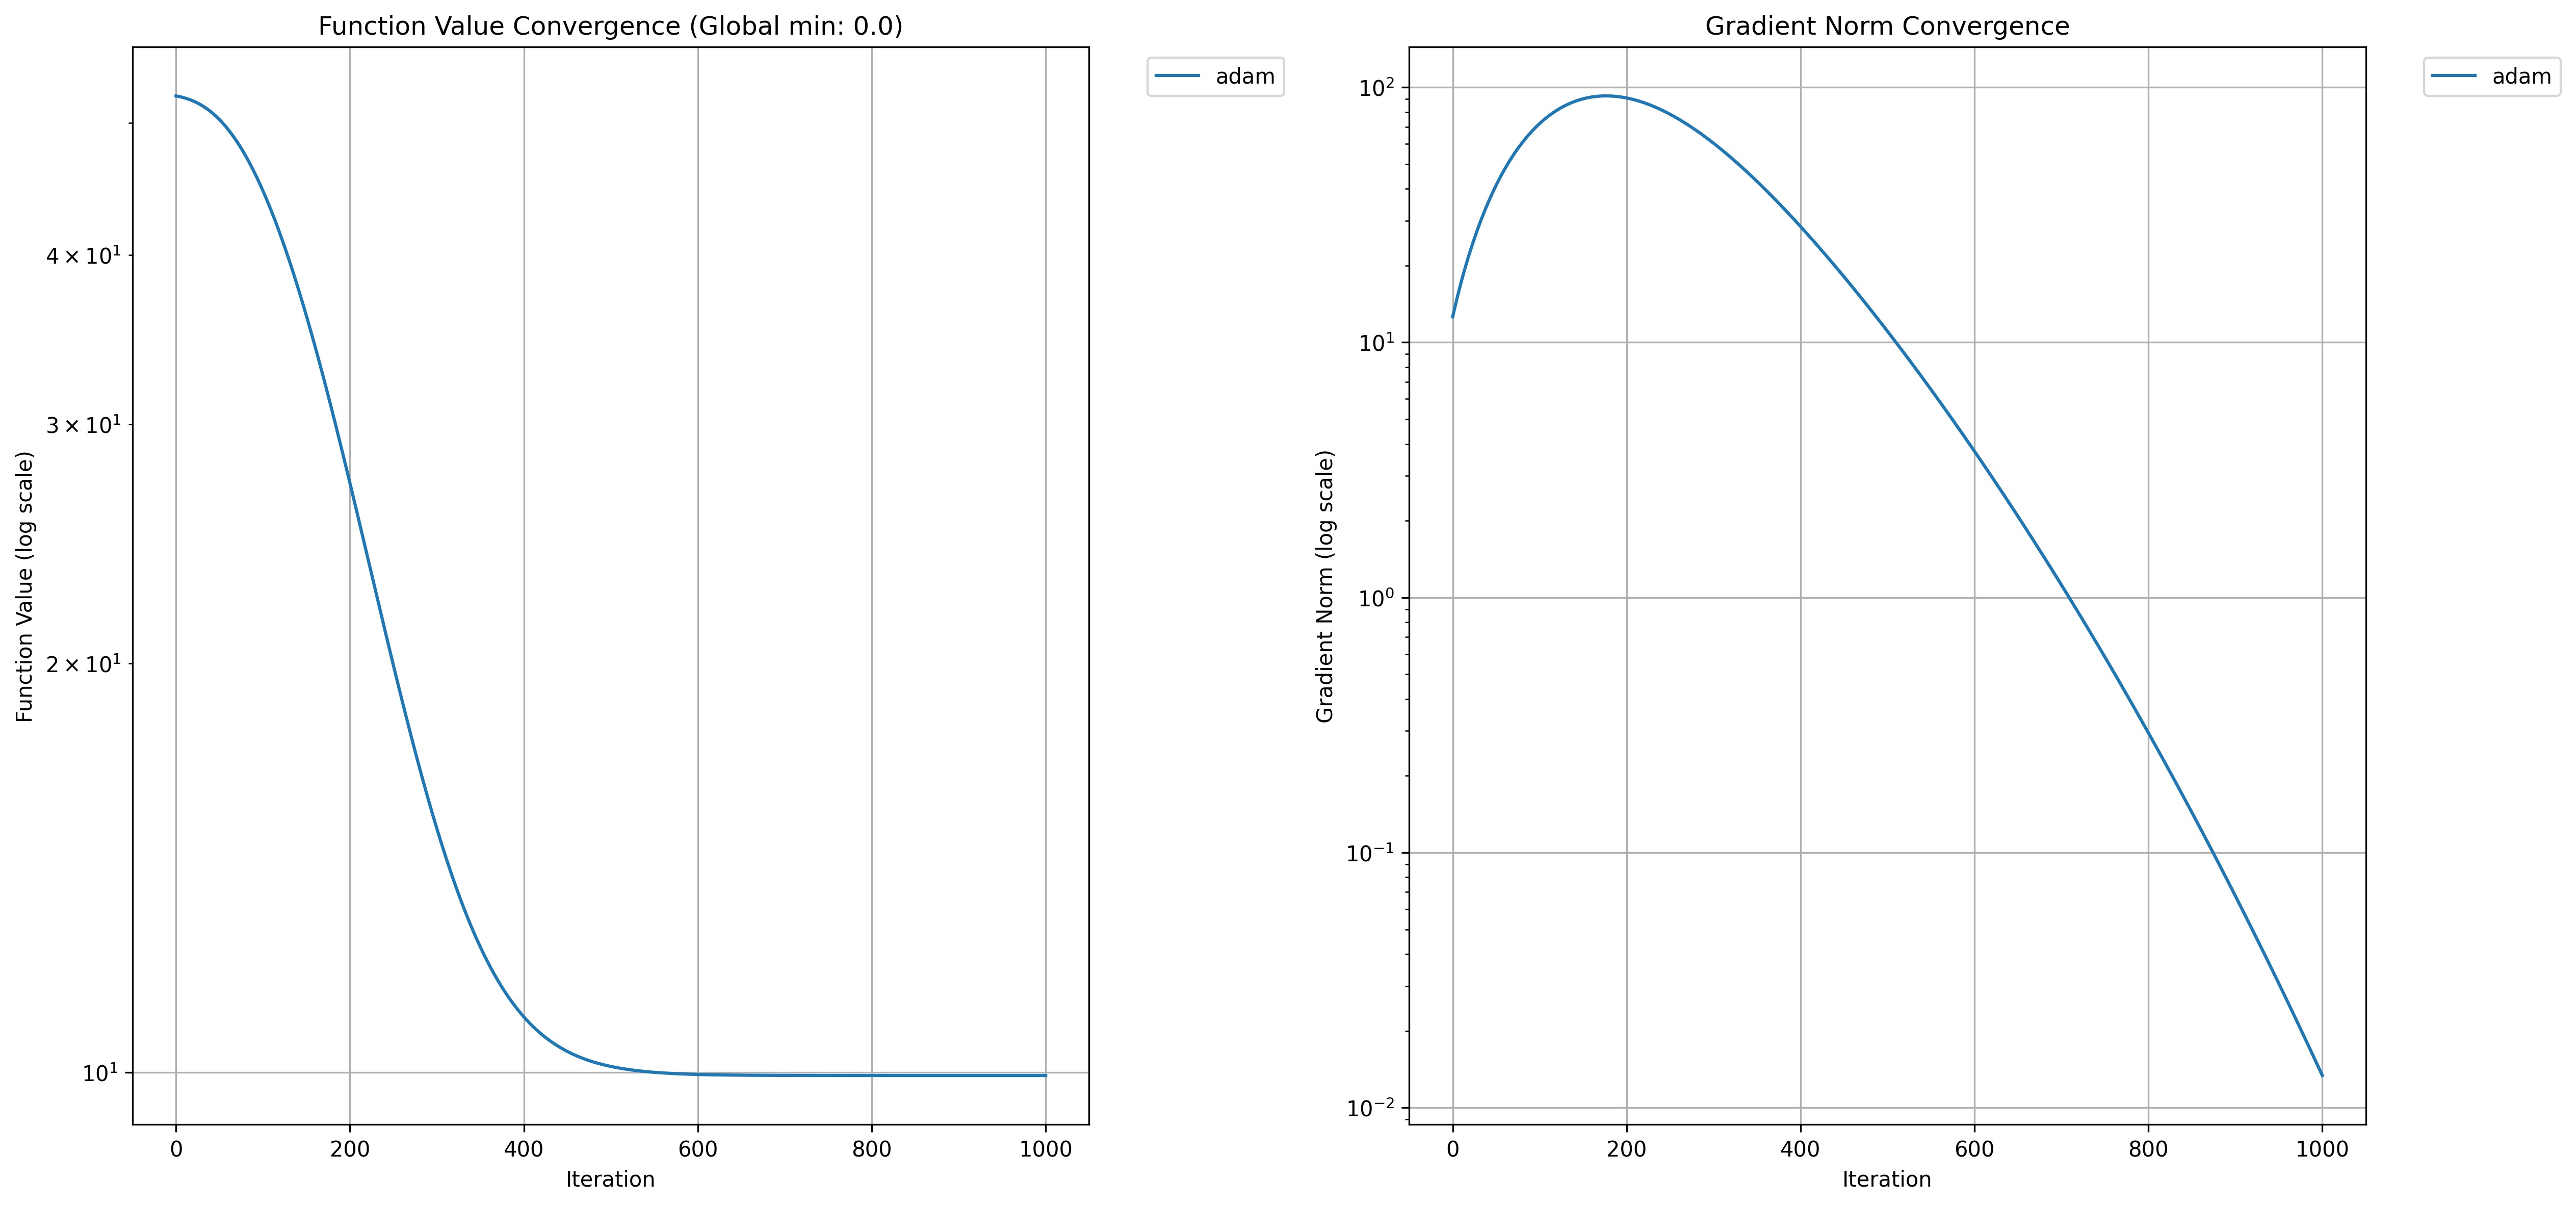 Function Value Convergence (Global min: 0.0)
adam
Function Value (log scale)
4 × 10¹
3 × 10¹
2 × 10¹
10¹
0 200 400 600 800 1000
Iteration
Gradient Norm Convergence
adam
Gradient Norm (log scale)
10²
10¹
10⁰
10⁻¹
10⁻²
0 200 400 600 800 1000
Iteration